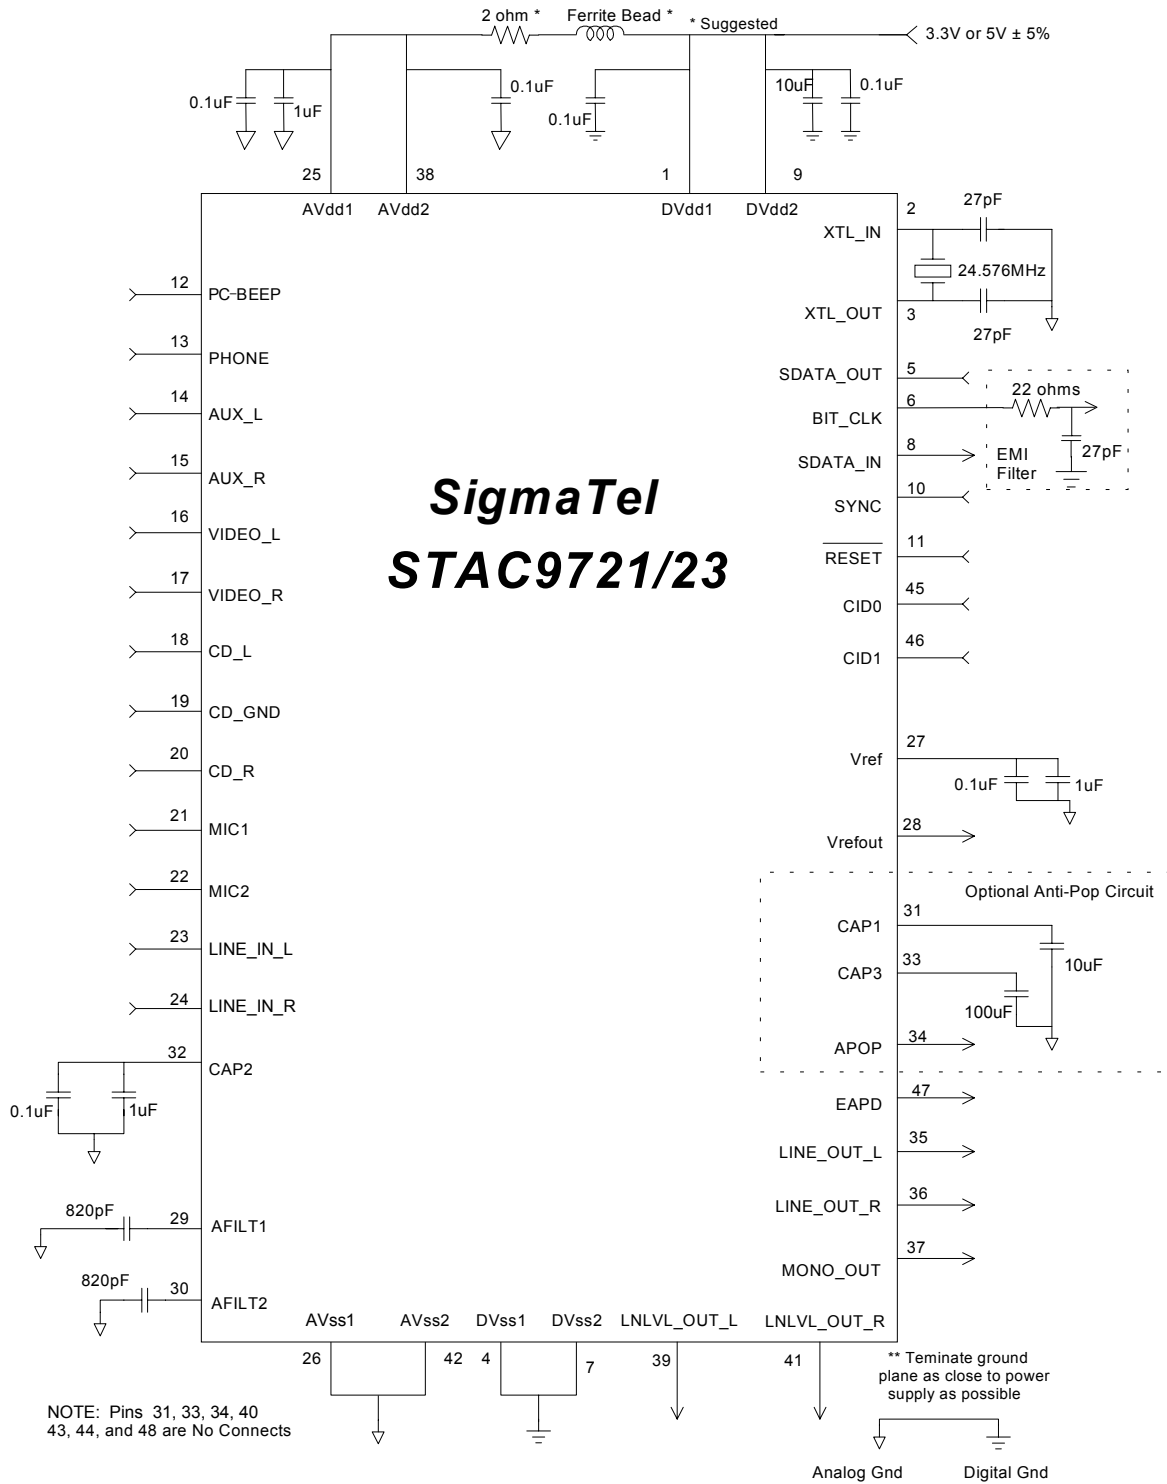 2 ohm *
Ferrite Bead *
* Suggested
3.3V or 5V ± 5%
0.1uF
1uF
0.1uF
0.1uF
10uF
0.1uF
25
38
1
9
AVdd1
AVdd2
DVdd1
DVdd2
2
27pF
XTL_IN
24.576MHz
XTL_OUT
3
27pF
12
PC-BEEP
13
PHONE
14
AUX_L
15
AUX_R
16
VIDEO_L
17
VIDEO_R
18
CD_L
19
CD_GND
20
CD_R
21
MIC1
22
MIC2
23
LINE_IN_L
24
LINE_IN_R
32
CAP2
0.1uF
1uF
820pF
29
AFILT1
820pF
30
AFILT2
SigmaTel
STAC9721/23
SDATA_OUT
5
22 ohms
BIT_CLK
6
27pF
EMI
Filter
SDATA_IN
8
SYNC
10
RESET
11
CID0
45
CID1
46
Vref
27
0.1uF
1uF
Vrefout
28
Optional Anti-Pop Circuit
CAP1
31
10uF
CAP3
33
100uF
APOP
34
EAPD
47
LINE_OUT_L
35
LINE_OUT_R
36
MONO_OUT
37
AVss1
AVss2
DVss1
DVss2
LNLVL_OUT_L
LNLVL_OUT_R
26
42
4
7
39
41
** Teminate ground
plane as close to power
supply as possible
NOTE: Pins 31, 33, 34, 40
43, 44, and 48 are No Connects
Analog Gnd
Digital Gnd